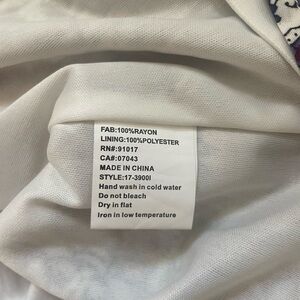 FAB:100%RAYON
LINING:100%POLYESTER
RN#:91017
CA#:07043
MADE IN CHINA
STYLE:17-3900I
Hand wash in cold water
Do not bleach
Dry in flat
Iron in low temperature